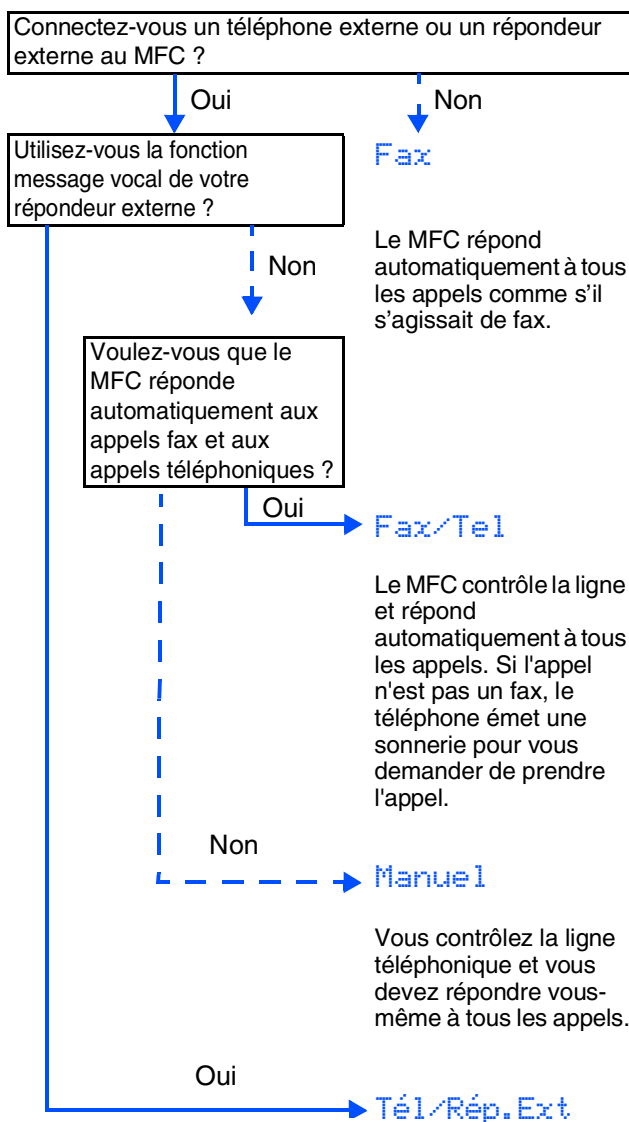 Connectez-vous un téléphone externe ou un répondeur
externe au MFC ?
Oui
Non
Utilisez-vous la fonction
message vocal de votre
répondeur externe ?
Fax
Le MFC répond
automatiquement à tous
les appels comme s’il
s’agissait de fax.
Non
Voulez-vous que le
MFC réponde
automatiquement aux
appels fax et aux
appels téléphoniques ?
Oui
Fax/Tel
Le MFC contrôle la ligne
et répond
automatiquement à tous
les appels. Si l'appel
n'est pas un fax, le
téléphone émet une
sonnerie pour vous
demander de prendre
l'appel.
Non
Manuel
Vous contrôlez la ligne
téléphonique et vous
devez répondre vous-
même à tous les appels.
Oui
Tél/Rép.Ext